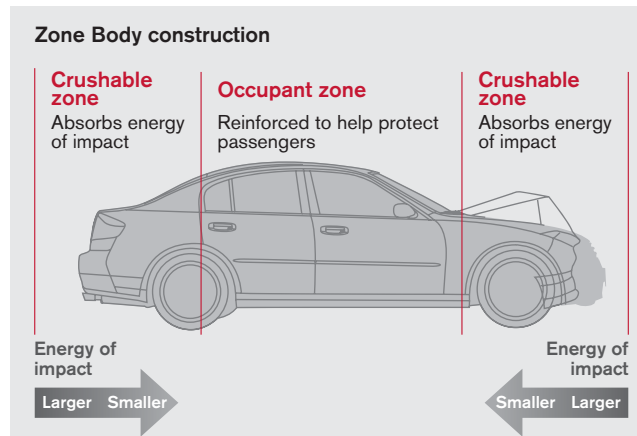 Zone Body construction
Crushable
zone
Absorbs energy
of impact
Occupant zone
Reinforced to help protect
passengers
Crushable
zone
Absorbs energy
of impact
Energy of
impact
Larger Smaller
Energy of
impact
Smaller Larger